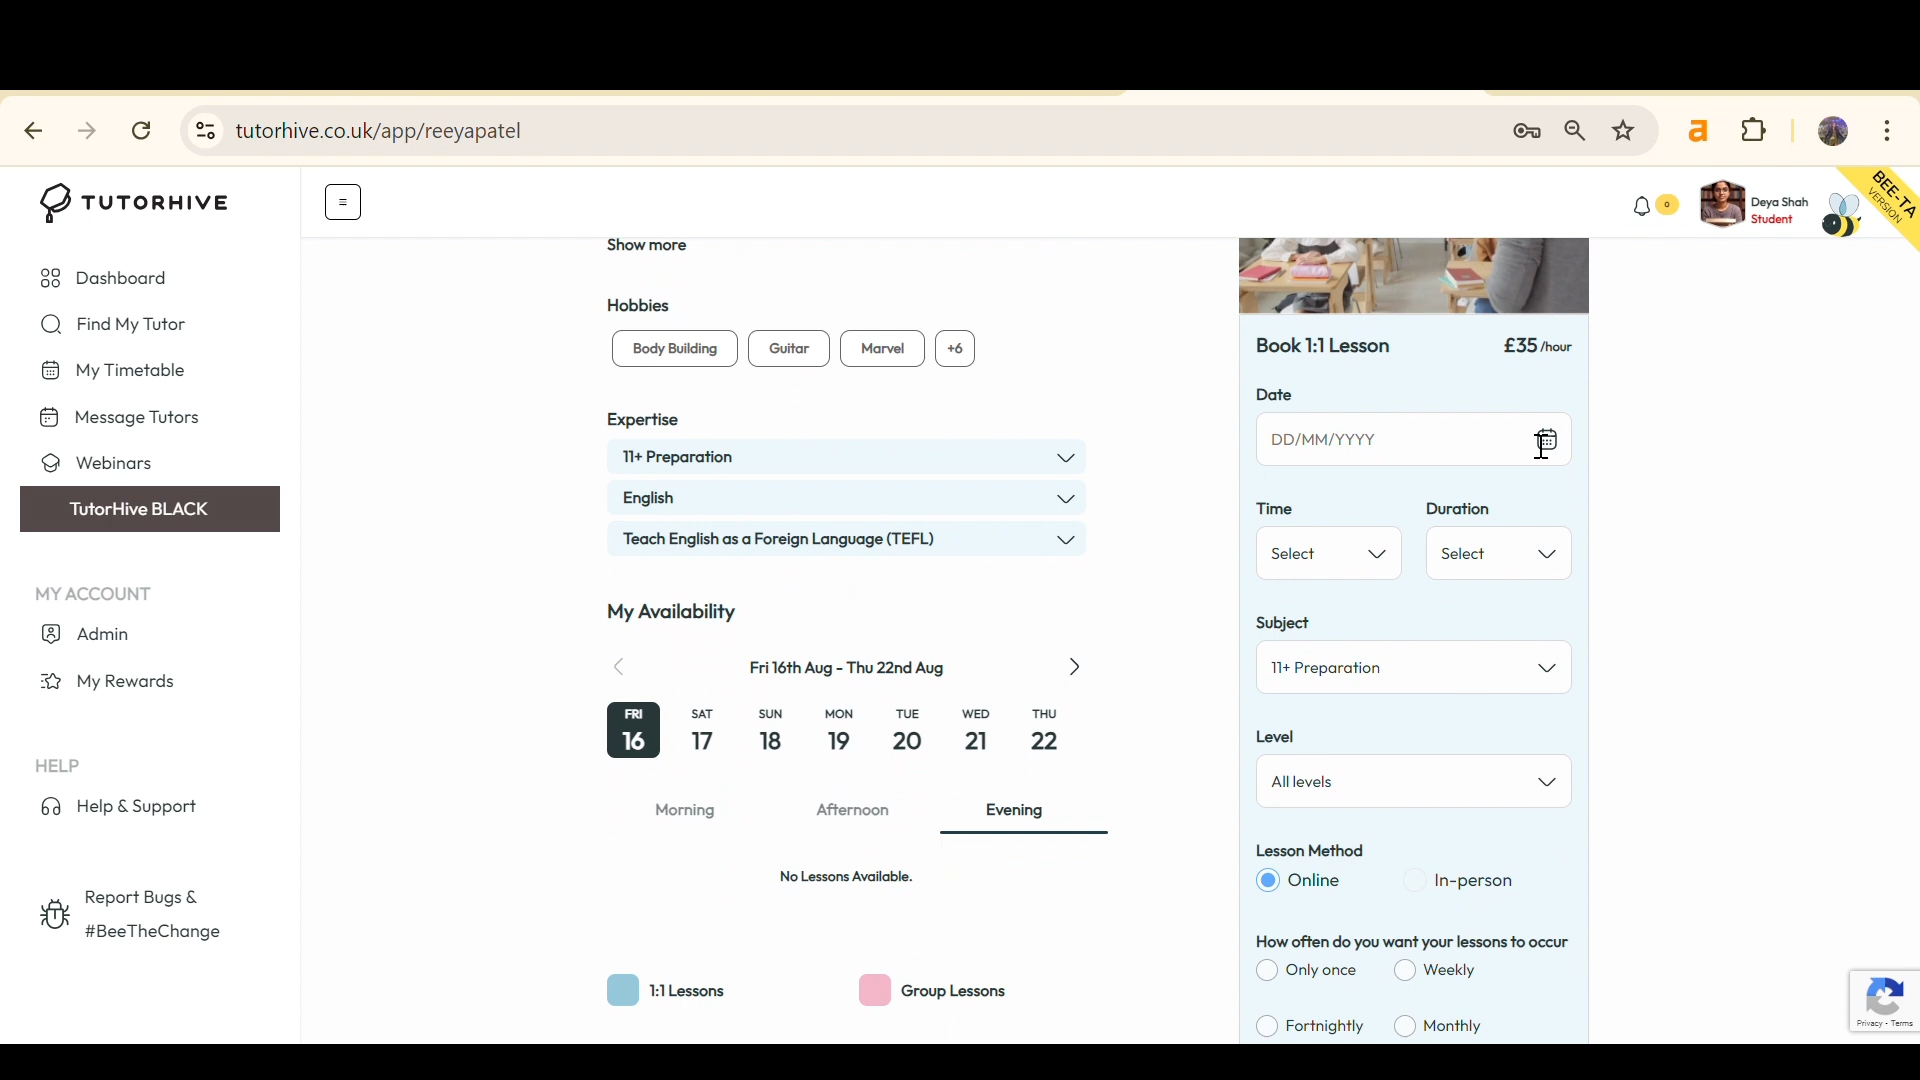 tutorhive.co.uk/app/reeyapatel
TUTORHIVE
Dashboard
Find My Tutor
My Timetable
Message Tutors
Webinars
TutorHive BLACK
MY ACCOUNT
Admin
My Rewards
HELP
Help & Support
Report Bugs &
#BeeTheChange
0
Deya Shah
Student
BEE-TA
VERSION
Show more
Hobbies
Body Building
Guitar
Marvel
+6
Expertise
11+ Preparation
English
Teach English as a Foreign Language (TEFL)
My Availability
Fri 16th Aug - Thu 22nd Aug
FRI SAT SUN MON TUE WED THU
16 17 18 19 20 21 22
Morning Afternoon Evening
No Lessons Available.
1:1 Lessons
Group Lessons
Book 1:1 Lesson £35/hour
Date
DD/MM/YYYY
Time Duration
Select Select
Subject
11+ Preparation
Level
All levels
Lesson Method
Online In-person
How often do you want your lessons to occur
Only once Weekly
Fortnightly Monthly
Privacy - Terms